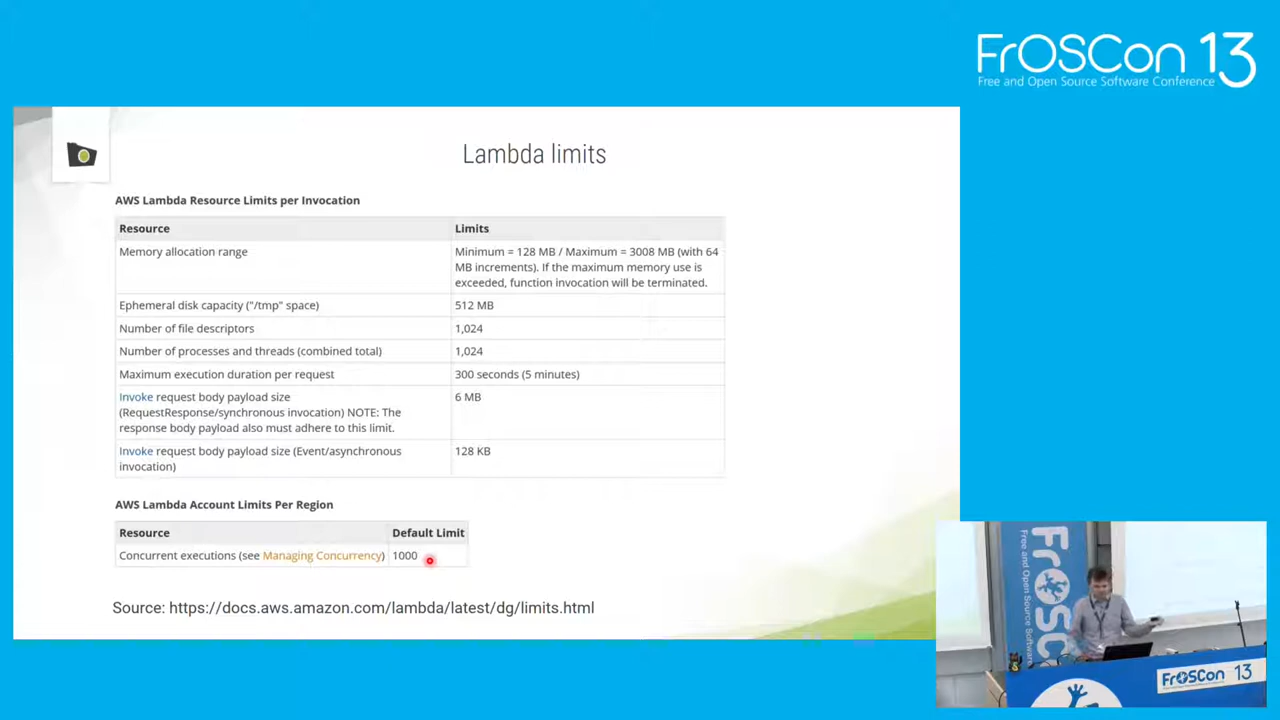 FrOSCon 13
Free and Open Source Software Conference
Lambda limits
AWS Lambda Resource Limits per Invocation
Resource Limits
Memory allocation range Minimum = 128 MB / Maximum = 3008 MB (with 64
MB increments). If the maximum memory use is
exceeded, function invocation will be terminated.
Ephemeral disk capacity ("/tmp" space) 512 MB
Number of file descriptors 1,024
Number of processes and threads (combined total) 1,024
Maximum execution duration per request 300 seconds (5 minutes)
Invoke request body payload size 6 MB
(RequestResponse/synchronous invocation) NOTE: The
response body payload also must adhere to this limit.
Invoke request body payload size (Event/asynchronous 128 KB
invocation)
AWS Lambda Account Limits Per Region
Resource Default Limit
Concurrent executions (see Managing Concurrency) 1000
Source: https://docs.aws.amazon.com/lambda/latest/dg/limits.html
FrOSC
Free and Open Source Software
FrOSCon 13